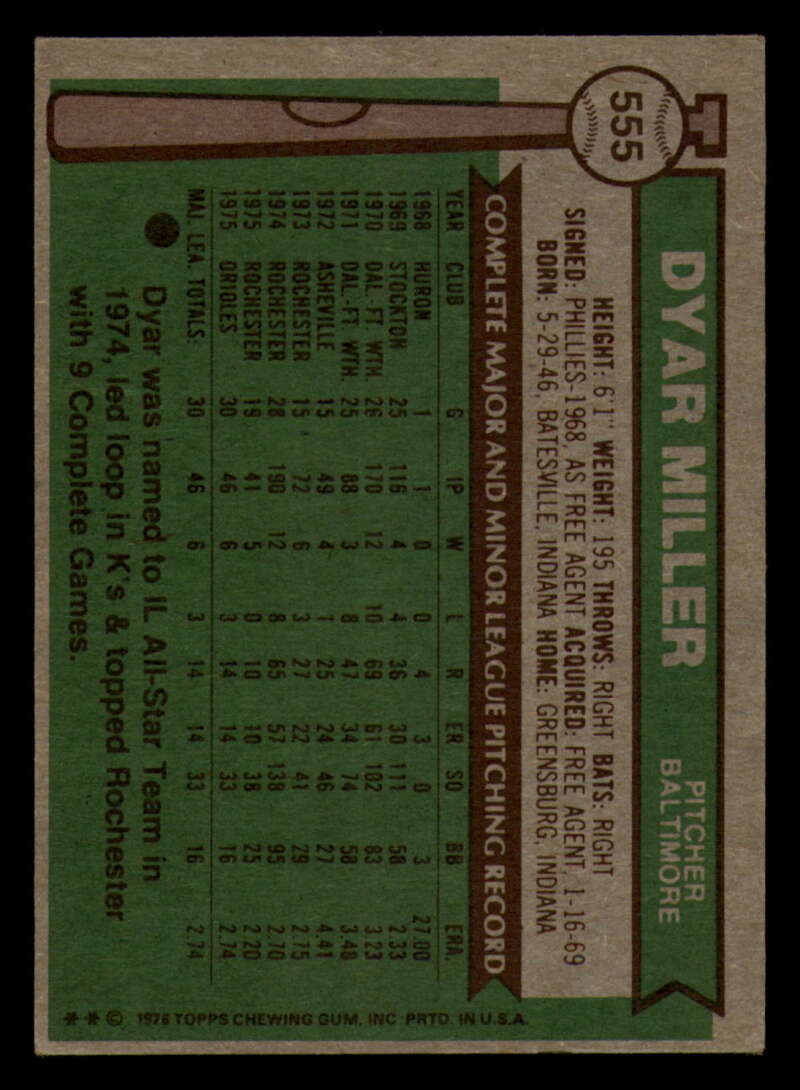 555
DYAR MILLER
PITCHER
BALTIMORE
HEIGHT: 6'1" WEIGHT: 195 THROWS: RIGHT BATS: RIGHT
SIGNED: PHILLIES-1968, AS FREE AGENT ACQUIRED: FREE AGENT, 1-16-69
BORN: 5-29-46, BATESVILLE, INDIANA HOME: GREENSBURG, INDIANA
COMPLETE MAJOR AND MINOR LEAGUE PITCHING RECORD
YEAR CLUB G IP W L R ER SO BB ERA.
1968 HURON 1 1 0 0 4 3 0 3 27.00
1969 STOCKTON 25 116 4 4 36 30 111 58 2.33
1970 DAL.-FT WTH. 26 170 12 10 69 61 102 83 3.23
1971 DAL.-FT WTH. 25 88 3 8 47 34 74 58 3.48
1972 ASHEVILLE 15 49 4 1 25 24 46 27 4.41
1973 ROCHESTER 15 72 6 3 27 22 41 29 2.75
1974 ROCHESTER 28 190 12 8 65 57 138 95 2.70
1975 ROCHESTER 19 41 5 0 10 10 38 25 2.20
1975 ORIOLES 30 46 6 3 14 14 33 16 2.74
MAJ. LEA. TOTALS: 30 46 6 3 14 14 33 16 2.74
Dyar was named to IL All-Star Team in
1974, led loop in K's & topped Rochester
with 9 Complete Games.
**© 1976 TOPPS CHEWING GUM, INC PRTD. IN U.S.A.